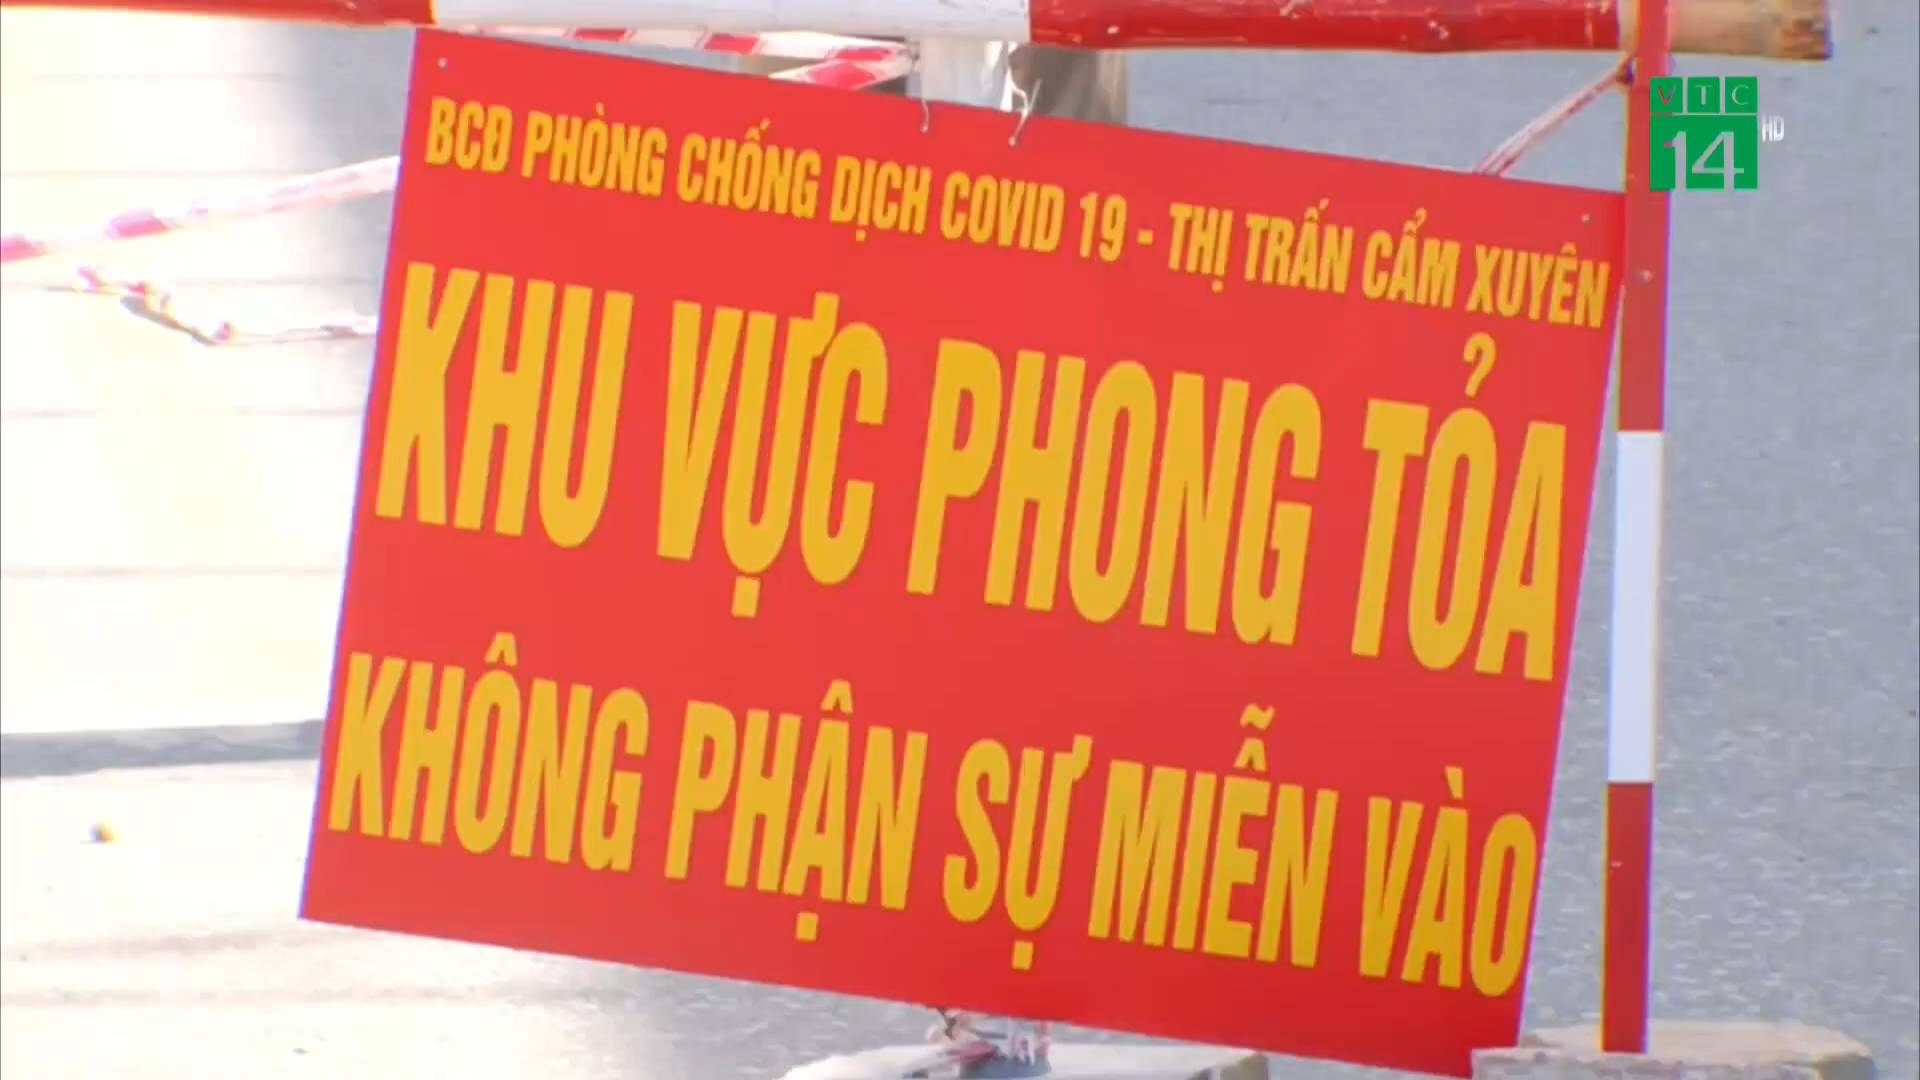 BCĐ PHÒNG CHỐNG DỊCH COVID 19 - THỊ TRẤN CẨM XUYÊN
KHU VỰC PHONG TỎA
KHÔNG PHẬN SỰ MIỄN VÀO
VTC
14 HD